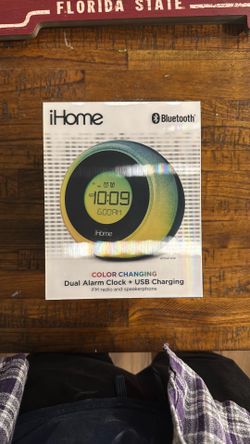 FLORIDA STATE
iHome
Bluetooth®
10:09
6:00AM
iHome
COLOR CHANGING
Dual Alarm Clock + USB Charging
FM radio and speakerphone